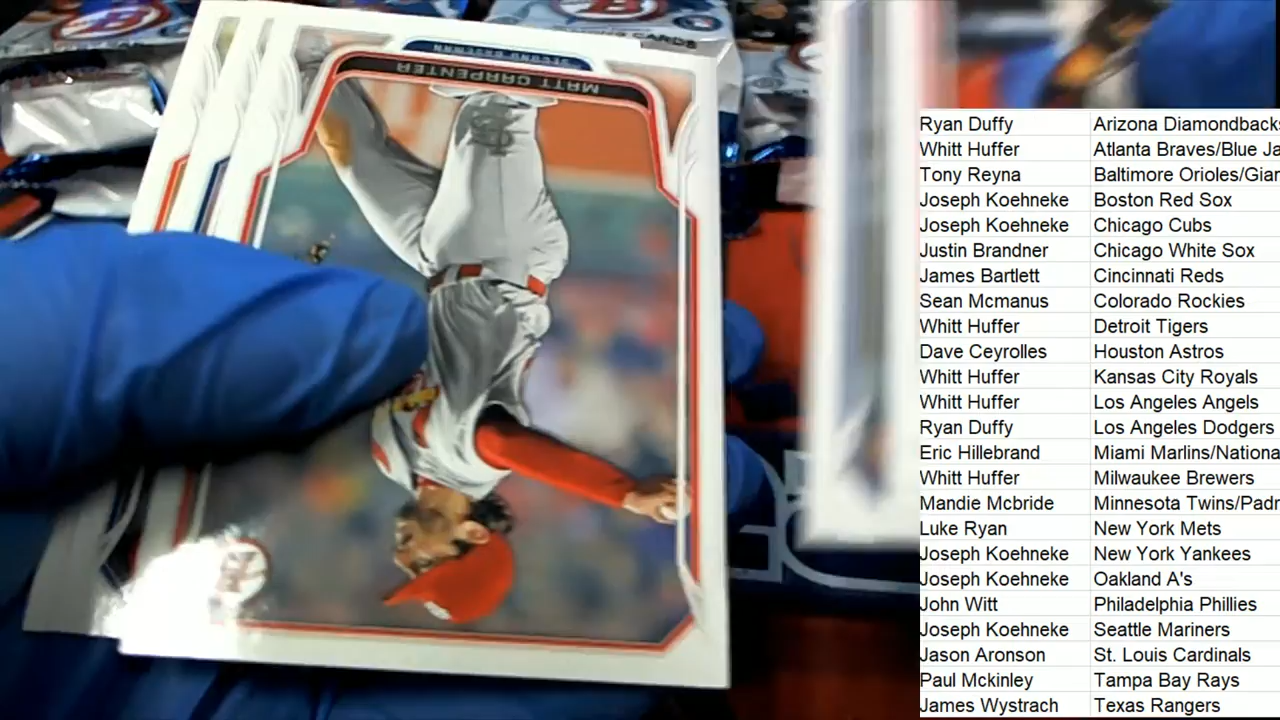 CARDS
SECOND BASEMAN
MATT CARPENTER
Ryan Duffy Arizona Diamondbacks
Whitt Huffer Atlanta Braves/Blue Ja
Tony Reyna Baltimore Orioles/Gian
Joseph Koehneke Boston Red Sox
Joseph Koehneke Chicago Cubs
Justin Brandner Chicago White Sox
James Bartlett Cincinnati Reds
Sean Mcmanus Colorado Rockies
Whitt Huffer Detroit Tigers
Dave Ceyrolles Houston Astros
Whitt Huffer Kansas City Royals
Whitt Huffer Los Angeles Angels
Ryan Duffy Los Angeles Dodgers
Eric Hillebrand Miami Marlins/Nationa
Whitt Huffer Milwaukee Brewers
Mandie Mcbride Minnesota Twins/Padr
Luke Ryan New York Mets
Joseph Koehneke New York Yankees
Joseph Koehneke Oakland A's
John Witt Philadelphia Phillies
Joseph Koehneke Seattle Mariners
Jason Aronson St. Louis Cardinals
Paul Mckinley Tampa Bay Rays
James Wystrach Texas Rangers